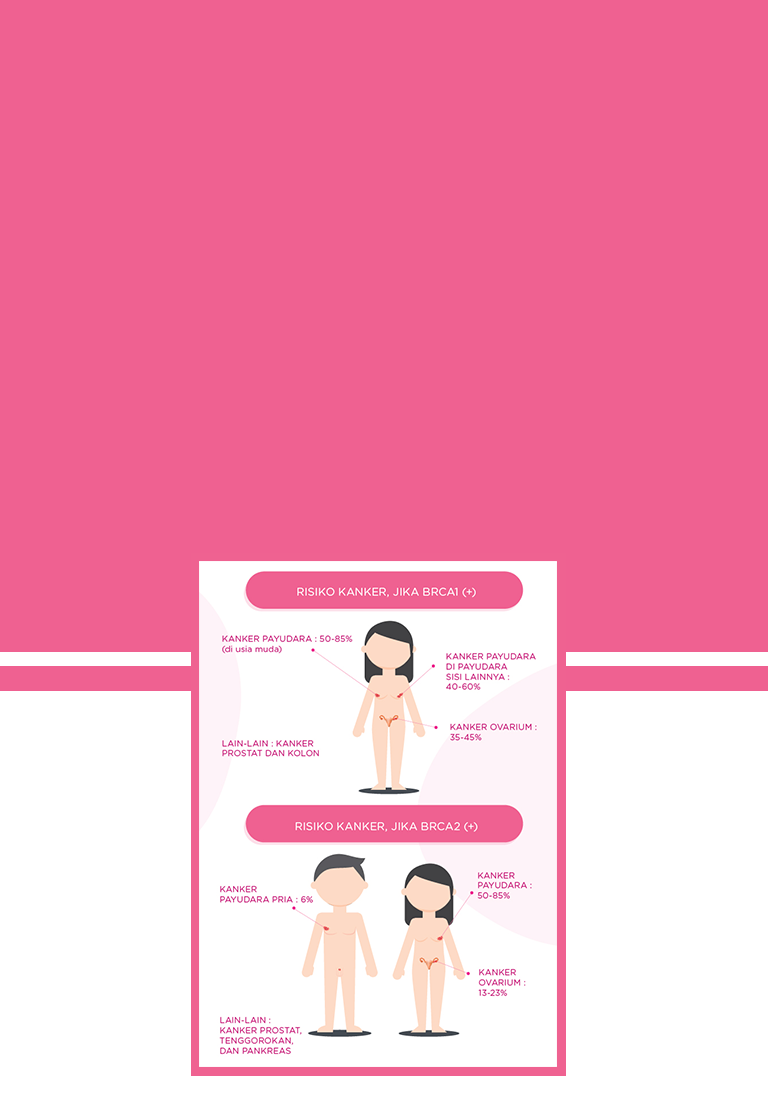 RISIKO KANKER, JIKA BRCA1 (+)
KANKER PAYUDARA : 50-85%
(di usia muda)
KANKER PAYUDARA
DI PAYUDARA
SISI LAINNYA :
40-60%
KANKER OVARIUM :
35-45%
LAIN-LAIN : KANKER
PROSTAT DAN KOLON
RISIKO KANKER, JIKA BRCA2 (+)
KANKER
PAYUDARA PRIA : 6%
KANKER
PAYUDARA :
50-85%
KANKER
OVARIUM :
13-23%
LAIN-LAIN :
KANKER PROSTAT,
TENGGOROKAN,
DAN PANKREAS